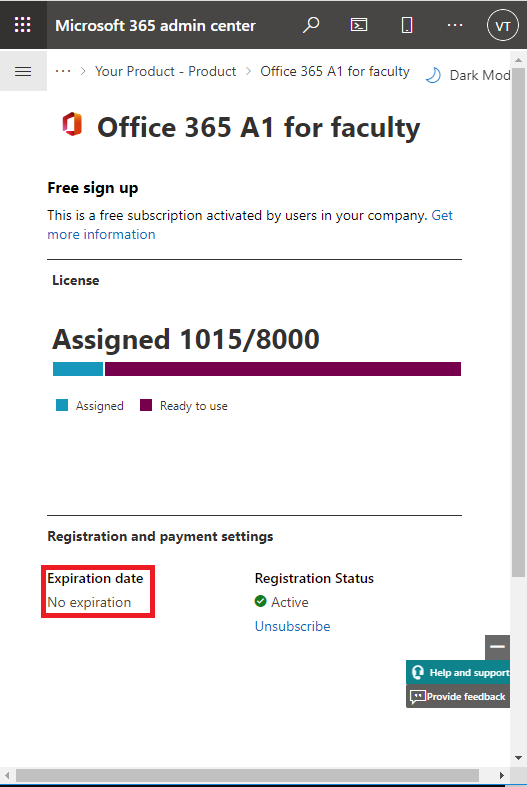 Microsoft 365 admin center
VT
··· > Your Product - Product > Office 365 A1 for faculty
Dark Mod
Office 365 A1 for faculty
Free sign up
This is a free subscription activated by users in your company. Get
more information
License
Assigned 1015/8000
Assigned Ready to use
Registration and payment settings
Expiration date Registration Status
No expiration Active
Unsubscribe
Help and support
Provide feedback